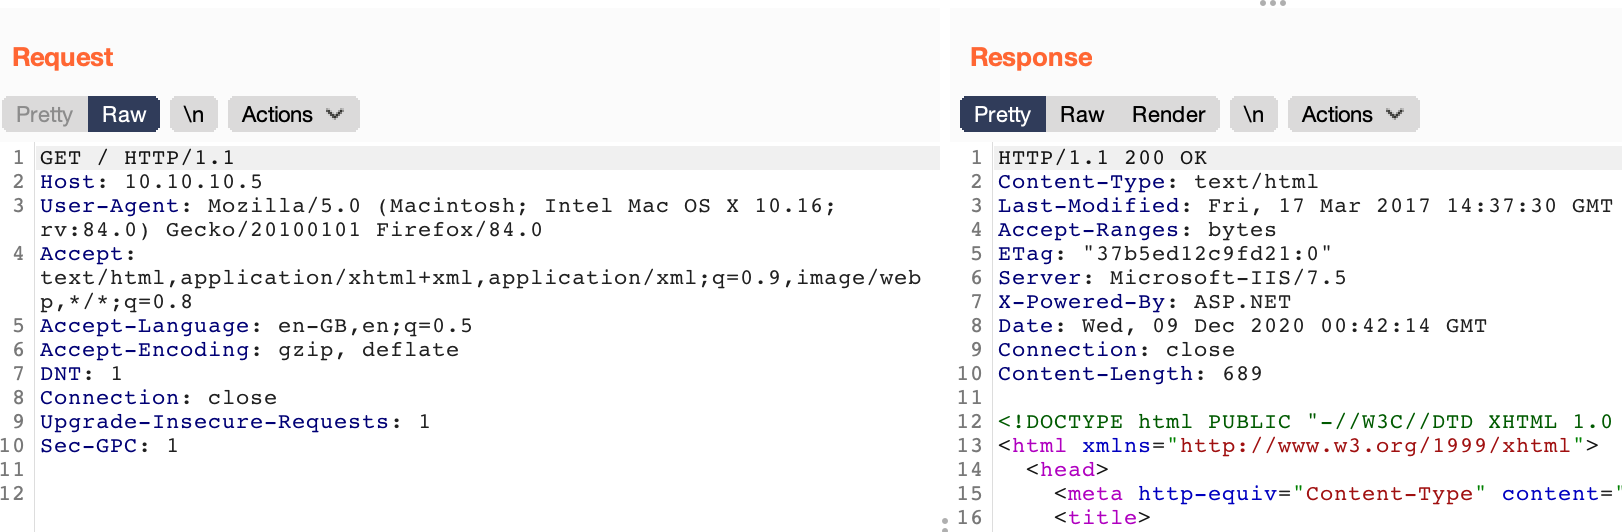 Request
Pretty Raw \n Actions
1 GET / HTTP/1.1
2 Host: 10.10.10.5
3 User-Agent: Mozilla/5.0 (Macintosh; Intel Mac OS X 10.16;
rv:84.0) Gecko/20100101 Firefox/84.0
4 Accept:
text/html,application/xhtml+xml,application/xml;q=0.9,image/web
p,*/*;q=0.8
5 Accept-Language: en-GB,en;q=0.5
6 Accept-Encoding: gzip, deflate
7 DNT: 1
8 Connection: close
9 Upgrade-Insecure-Requests: 1
10 Sec-GPC: 1
11
12
Response
Pretty Raw Render \n Actions
1 HTTP/1.1 200 OK
2 Content-Type: text/html
3 Last-Modified: Fri, 17 Mar 2017 14:37:30 GMT
4 Accept-Ranges: bytes
5 ETag: "37b5ed12c9fd21:0"
6 Server: Microsoft-IIS/7.5
7 X-Powered-By: ASP.NET
8 Date: Wed, 09 Dec 2020 00:42:14 GMT
9 Connection: close
10 Content-Length: 689
11
12 <!DOCTYPE html PUBLIC "-//W3C//DTD XHTML 1.0
13 <html xmlns="http://www.w3.org/1999/xhtml">
14 <head>
15 <meta http-equiv="Content-Type" content="
16 <title>